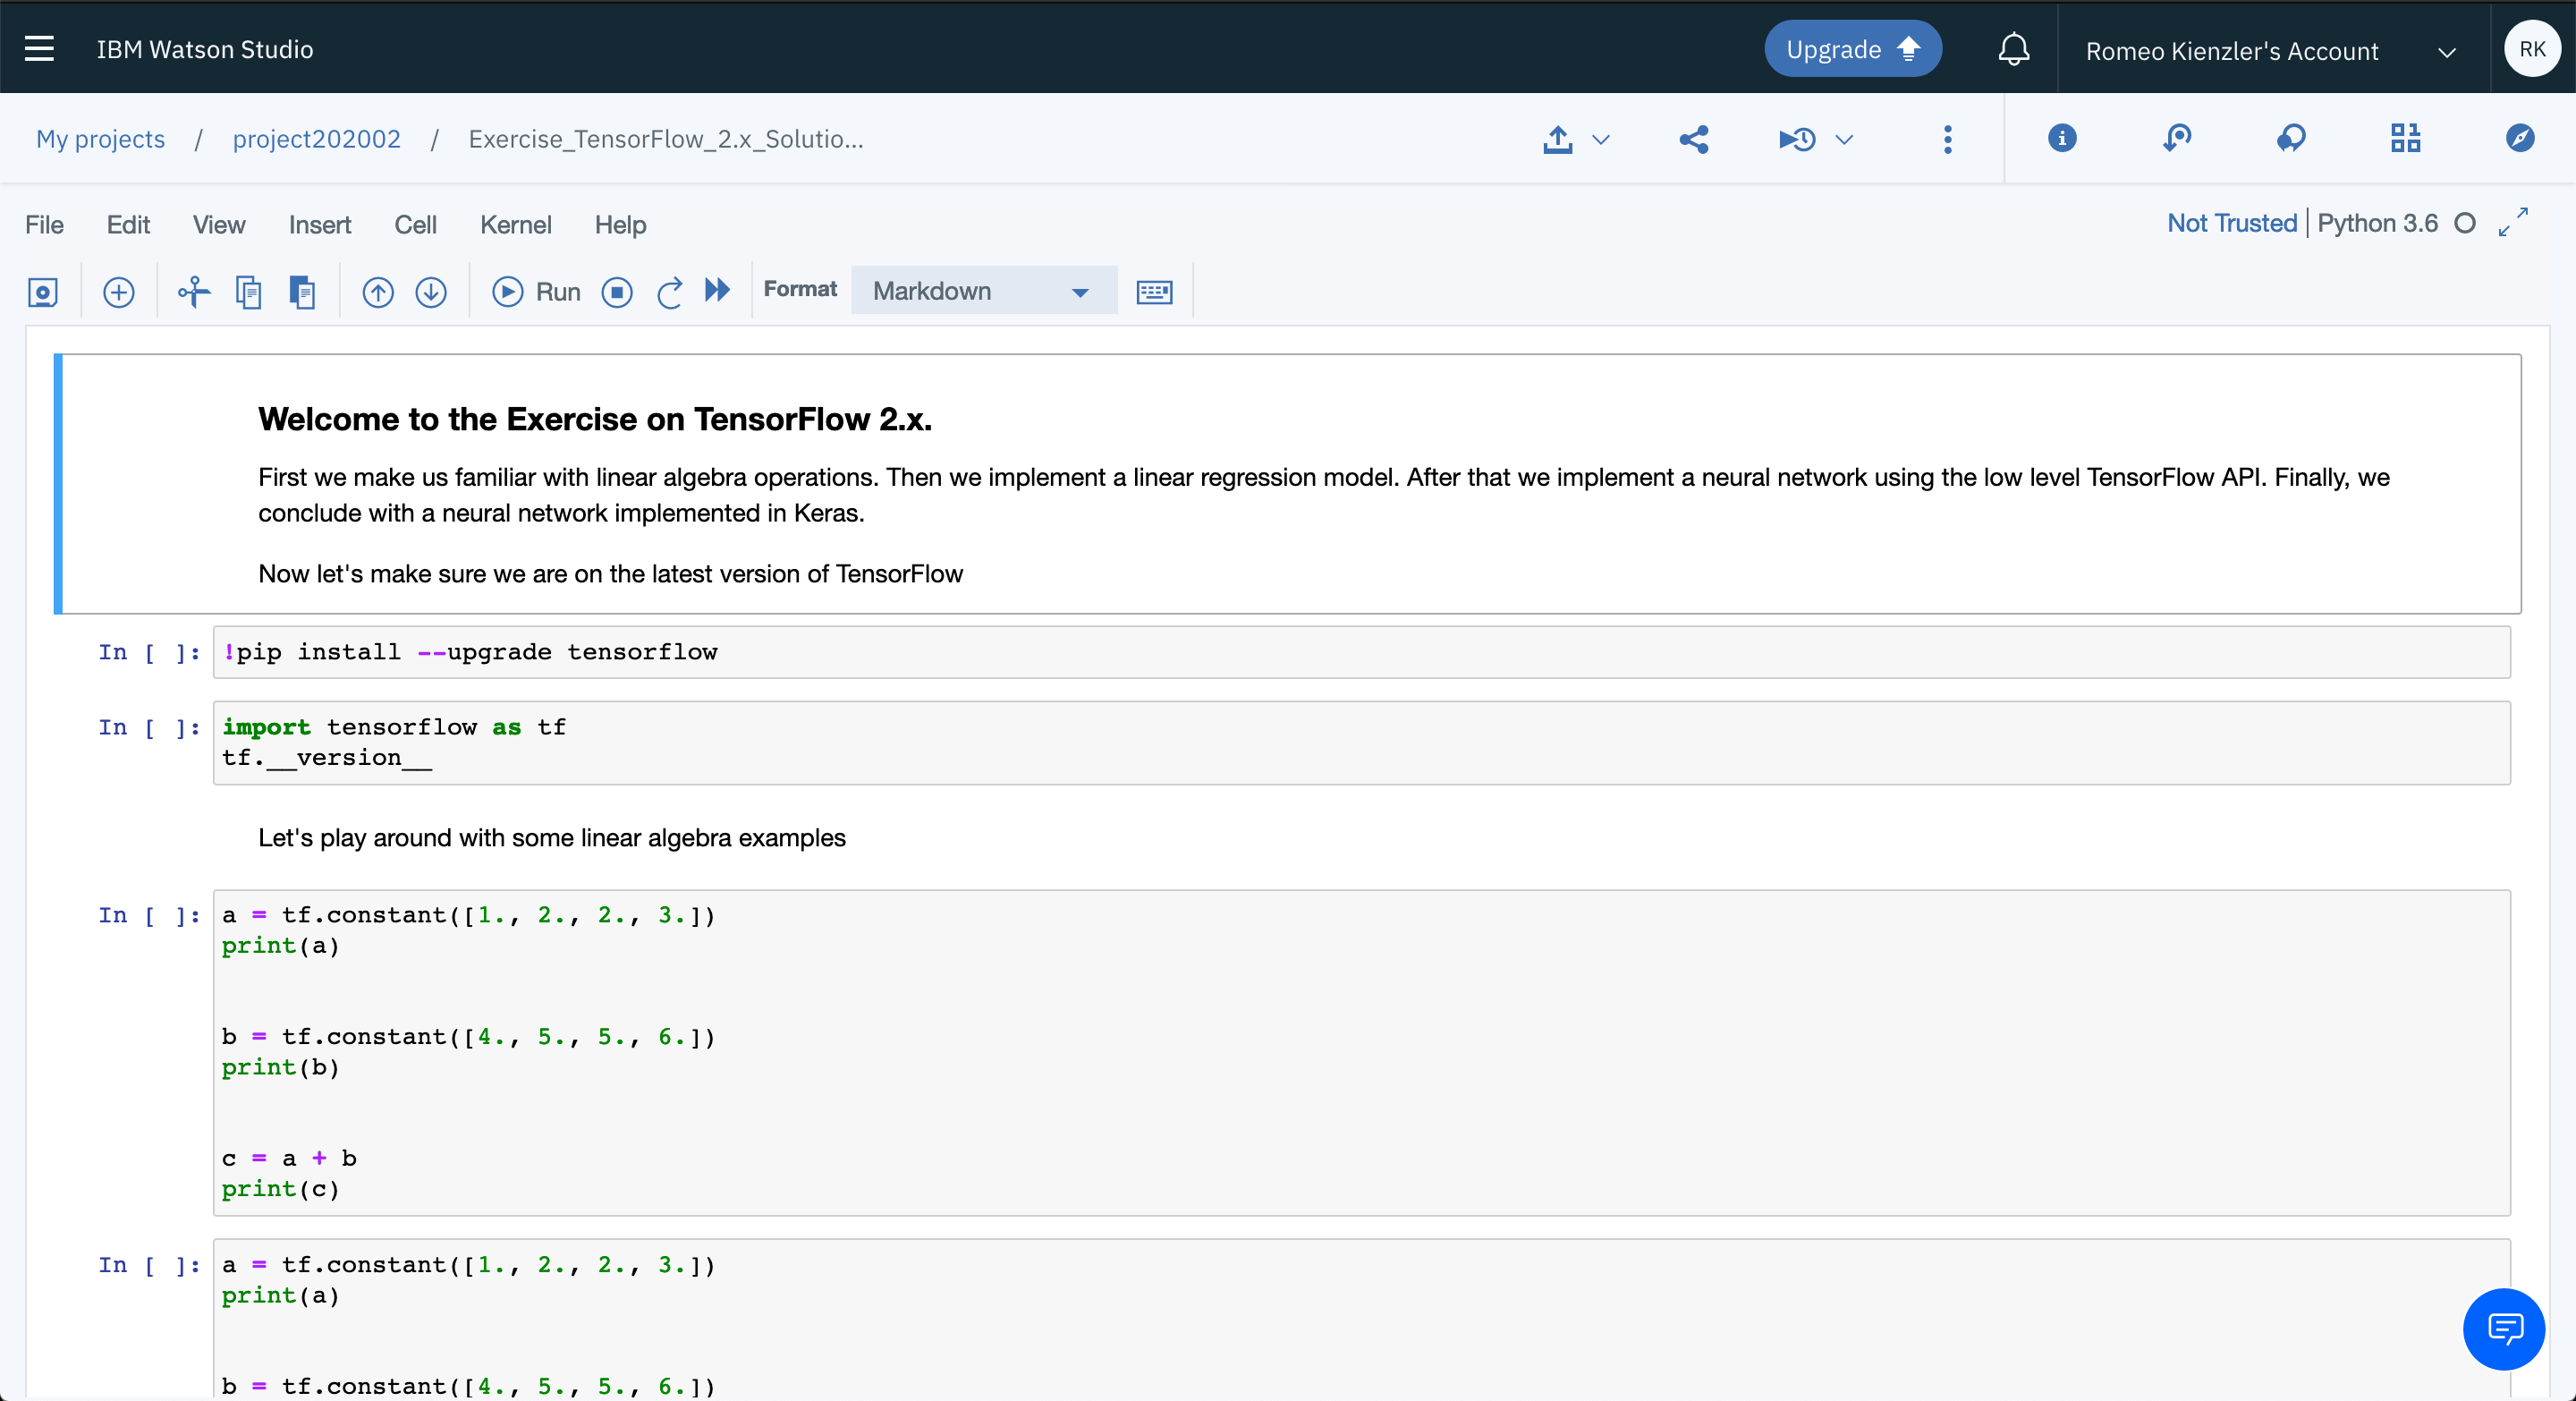 IBM Watson Studio
Upgrade
Romeo Kienzler's Account
RK
My projects / project202002 / Exercise_TensorFlow_2.x_Solutio...
File Edit View Insert Cell Kernel Help
Not Trusted | Python 3.6
Run
Format
Markdown
Welcome to the Exercise on TensorFlow 2.x.
First we make us familiar with linear algebra operations. Then we implement a linear regression model. After that we implement a neural network using the low level TensorFlow API. Finally, we
conclude with a neural network implemented in Keras.
Now let's make sure we are on the latest version of TensorFlow
In [ ]: !pip install --upgrade tensorflow
In [ ]: import tensorflow as tf
tf.__version__
Let's play around with some linear algebra examples
In [ ]: a = tf.constant([1., 2., 2., 3.])
print(a)
b = tf.constant([4., 5., 5., 6.])
print(b)
c = a + b
print(c)
In [ ]: a = tf.constant([1., 2., 2., 3.])
print(a)
b = tf.constant([4., 5., 5., 6.])